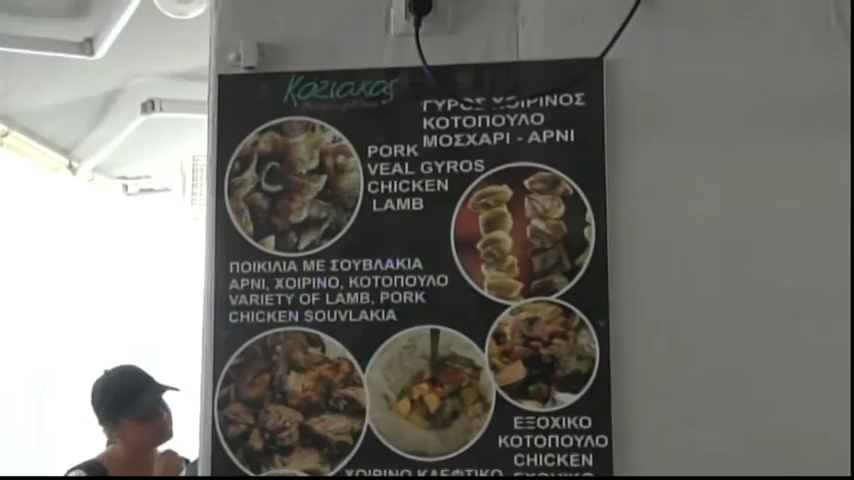 Κόζιακας
ΓΥΡΟΣ ΧΟΙΡΙΝΟΣ
ΚΟΤΟΠΟΥΛΟ
ΜΟΣΧΑΡΙ - ΑΡΝΙ
PORK
VEAL GYROS
CHICKEN
LAMB
ΠΟΙΚΙΛΙΑ ΜΕ ΣΟΥΒΛΑΚΙΑ
ΑΡΝΙ, ΧΟΙΡΙΝΟ, ΚΟΤΟΠΟΥΛΟ
VARIETY OF LAMB, PORK
CHICKEN SOUVLAKIA
ΕΞΟΧΙΚΟ
ΚΟΤΟΠΟΥΛΟ
CHICKEN
ΧΟΙΡΙΝΟ ΚΛΕΦΤΙΚΟ